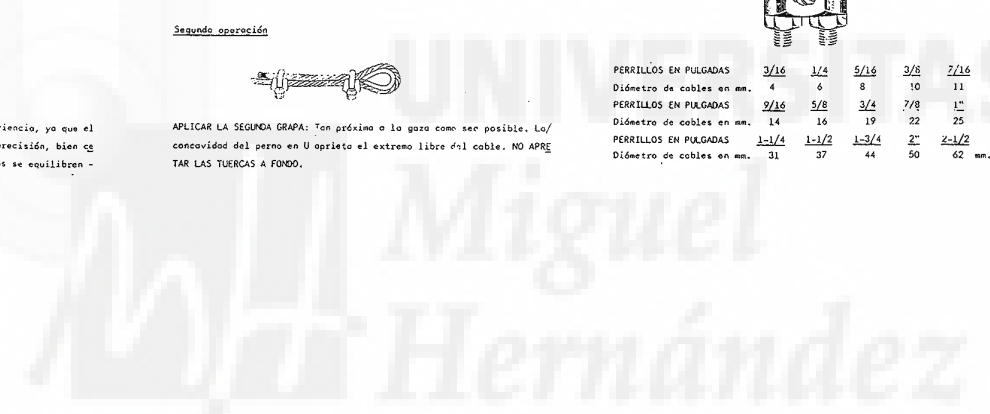 Segunda operación
riencia, ya que el
recisión, bien ce
os se equilibren -
APLICAR LA SEGUNDA GRAPA: Tan próxima a la gaza como ser posible. La/
concavidad del perno en U aprieta el extremo libre del cable. NO APRE
TAR LAS TUERCAS A FONDO.
PERRILLOS EN PULGADAS 3/16 1/4 5/16 3/8 7/16
Diámetro de cables en mm. 4 6 8 10 11
PERRILLOS EN PULGADAS 9/16 5/8 3/4 7/8 1"
Diámetro de cables en mm. 14 16 19 22 25
PERRILLOS EN PULGADAS 1-1/4 1-1/2 1-3/4 2" 2-1/2
Diámetro de cables en mm. 31 37 44 50 62 mm.
UNIVERSITAS
Miguel
Hernández